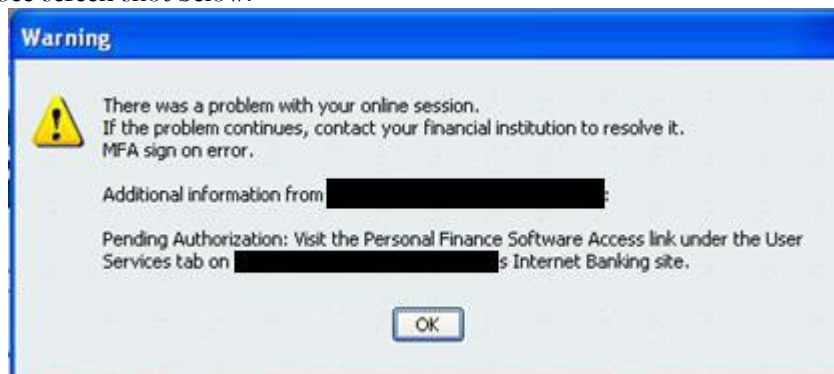 Warning
There was a problem with your online session.
If the problem continues, contact your financial institution to resolve it.
MFA sign on error.
Additional information from :
Pending Authorization: Visit the Personal Finance Software Access link under the User
Services tab on s Internet Banking site.
OK